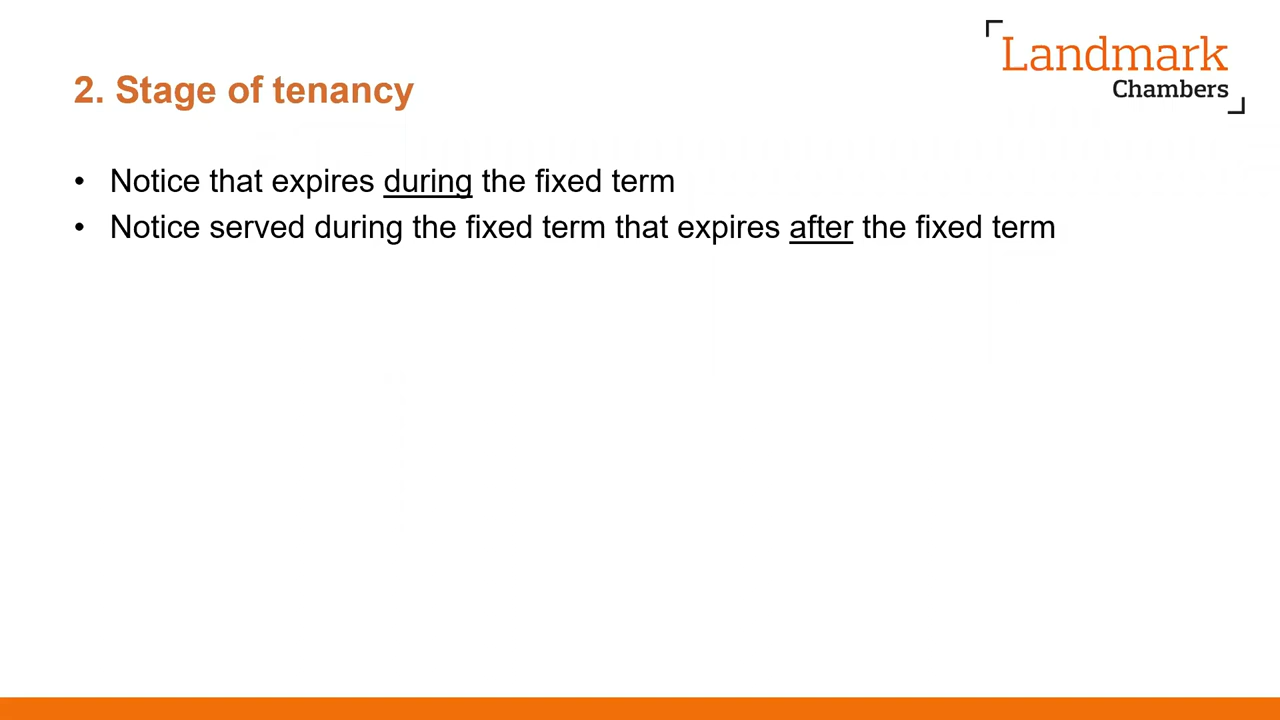 Landmark
Chambers
2. Stage of tenancy
• Notice that expires during the fixed term
• Notice served during the fixed term that expires after the fixed term